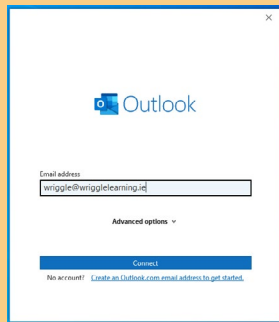 Outlook
Email address
wriggle@wrigglelearning.ie
Advanced options
Connect
No account? Create an Outlook.com email address to get started.